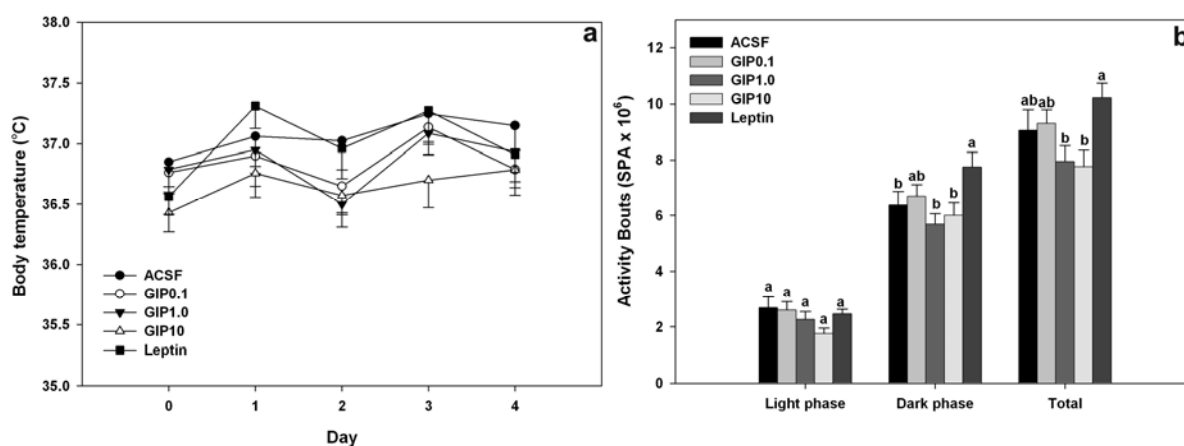 a
Body temperature (°C)
38.0
37.5
37.0
36.5
36.0
35.5
35.0
ACSF
GIP0.1
GIP1.0
GIP10
Leptin
0 1 2 3 4
Day
b
Activity Bouts (SPA x 10⁶)
12
10
8
6
4
2
0
ACSF
GIP0.1
GIP1.0
GIP10
Leptin
a a a a a
b ab b b a
ab ab b b a
Light phase Dark phase Total